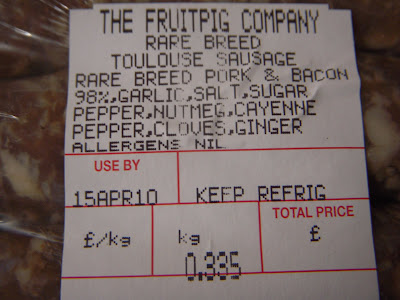 THE FRUITPIG COMPANY
RARE BREED
TOULOUSE SAUSAGE
RARE BREED PORK & BACON
98%,GARLIC,SALT,SUGAR
PEPPER,NUTMEG,CAYENNE
PEPPER,CLOVES,GINGER
ALLERGENS NIL
USE BY
15APR10 KEEP REFRIG
TOTAL PRICE
£/kg kg £
0.335